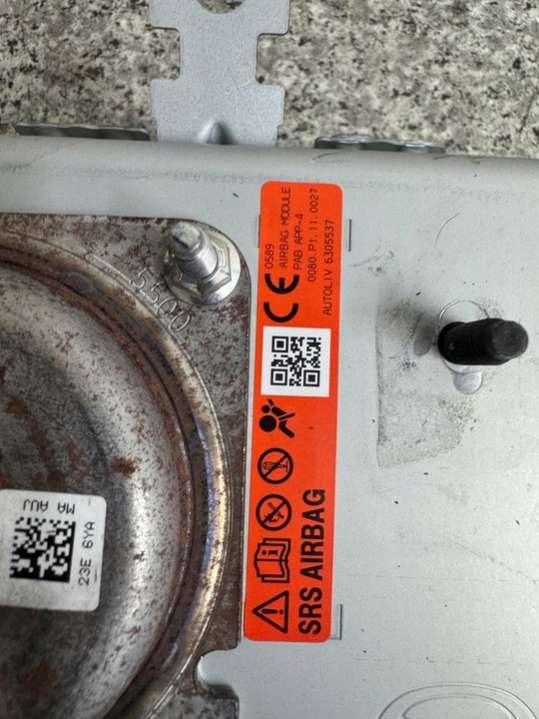 0589
AIRBAG MODULE
PAB APP-4
0080.P1.11.0027
AUTOLIV 6305537
CE
SRS AIRBAG
5500
MA AUJ
23E 6YA